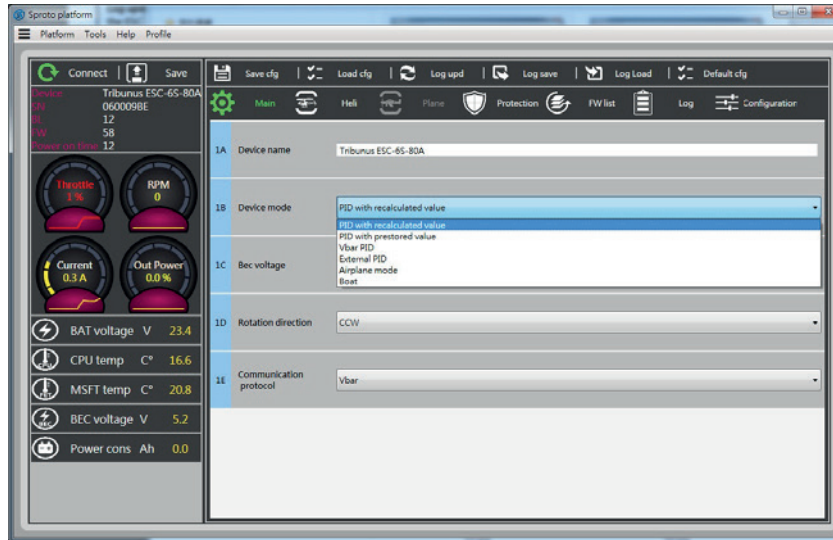 Sproto platform
Platform Tools Help Profile
Connect | Save
Save cfg | Load cfg | Log upd | Log save | Log Load | Default cfg
Device Tribunus ESC-6S-80A
SN 060009BE
BL 12
FW 58
Power on time 12
Main Heli Plane Protection FW list Log Configuration
Throttle
1 %
RPM
0
Current
0.3 A
Out Power
0.0 %
BAT voltage V 23.4
CPU temp C° 16.6
MSFT temp C° 20.8
BEC voltage V 5.2
Power cons Ah 0.0
1A Device name Tribunus ESC-6S-80A
1B Device mode PID with recalculated value
PID with recalculated value
PID with prestored value
Vbar PID
External PID
Airplane mode
Boat
1C Bec voltage
1D Rotation direction CCW
1E Communication protocol Vbar